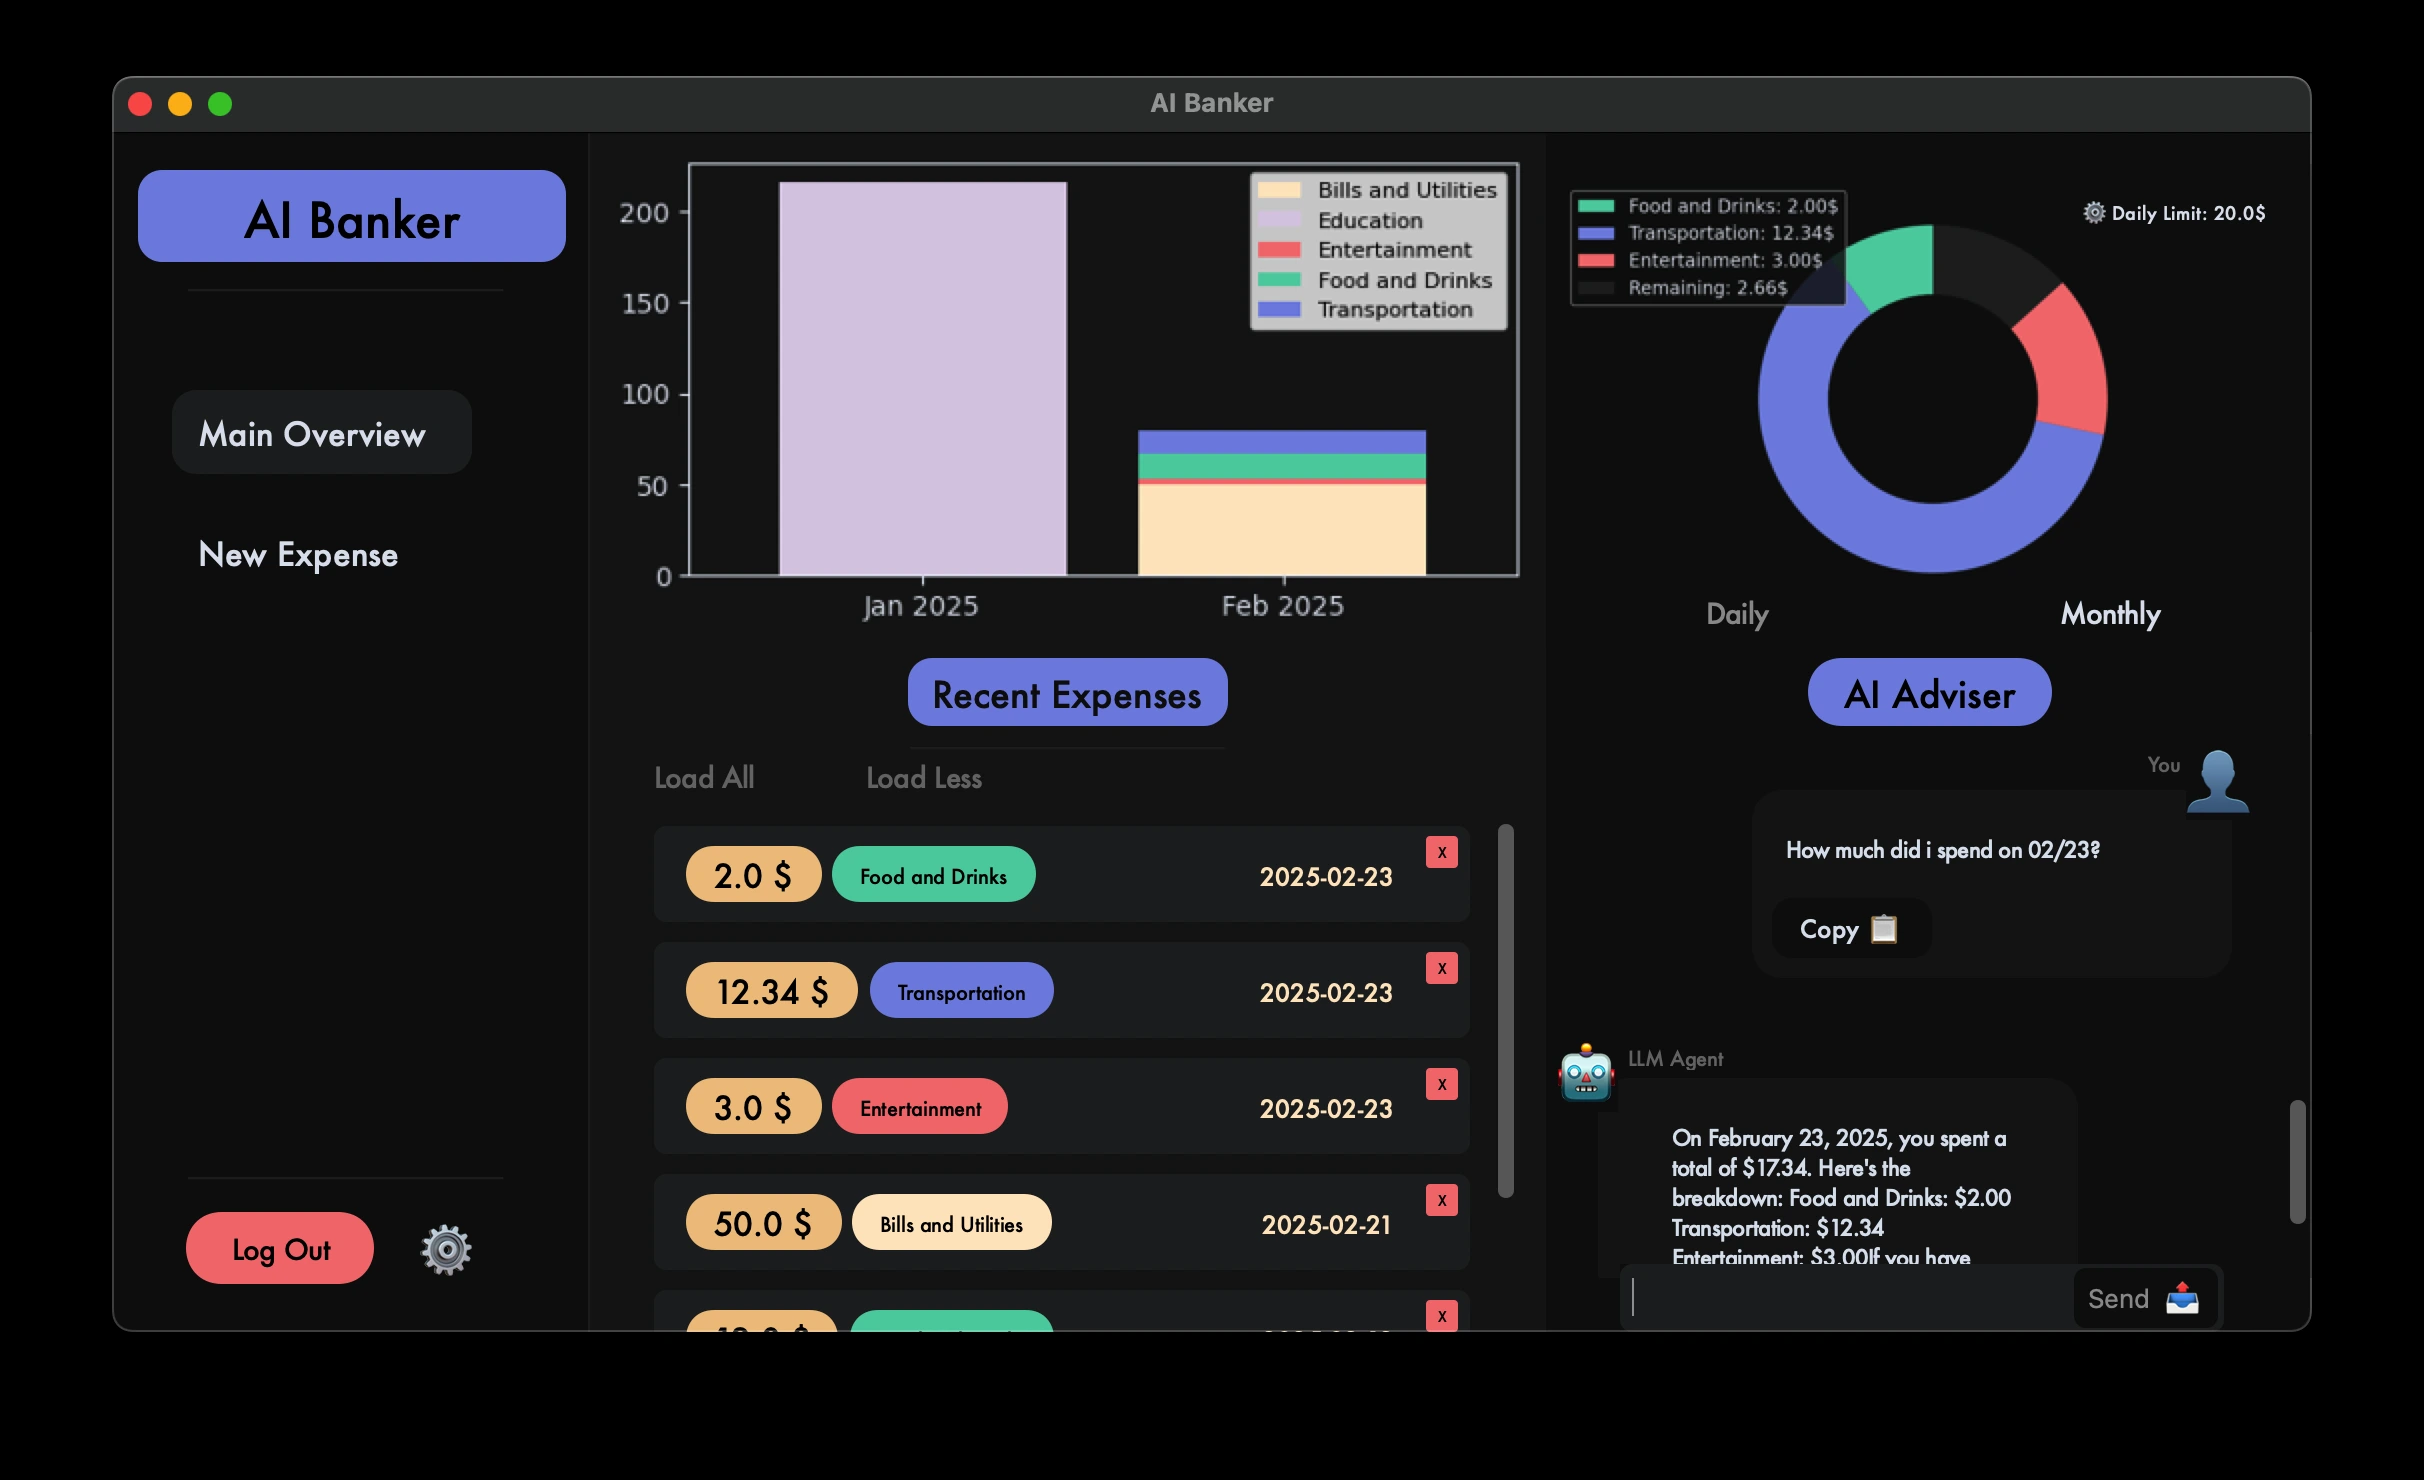 AI Banker
AI Banker
Main Overview
New Expense
Log Out
200
150
100
50
0
Jan 2025
Feb 2025
Bills and Utilities
Education
Entertainment
Food and Drinks
Transportation
Recent Expenses
Load All
Load Less
2.0 $ Food and Drinks 2025-02-23 X
12.34 $ Transportation 2025-02-23 X
3.0 $ Entertainment 2025-02-23 X
50.0 $ Bills and Utilities 2025-02-21 X
X
Food and Drinks: 2.00$
Transportation: 12.34$
Entertainment: 3.00$
Remaining: 2.66$
Daily Limit: 20.0$
Daily
Monthly
AI Adviser
You
How much did i spend on 02/23?
Copy
LLM Agent
On February 23, 2025, you spent a
total of $17.34. Here's the
breakdown: Food and Drinks: $2.00
Transportation: $12.34
Entertainment: $3.00If you have
Send